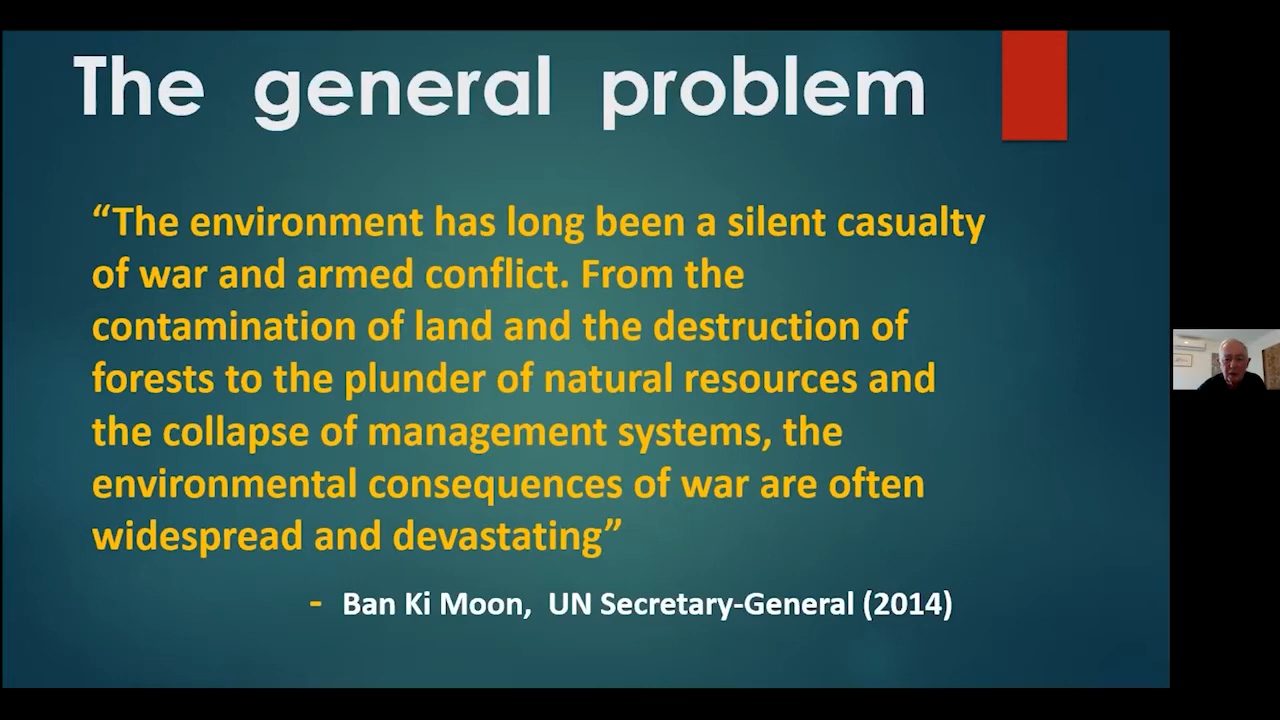 The general problem
“The environment has long been a silent casualty
of war and armed conflict. From the
contamination of land and the destruction of
forests to the plunder of natural resources and
the collapse of management systems, the
environmental consequences of war are often
widespread and devastating”
- Ban Ki Moon, UN Secretary-General (2014)